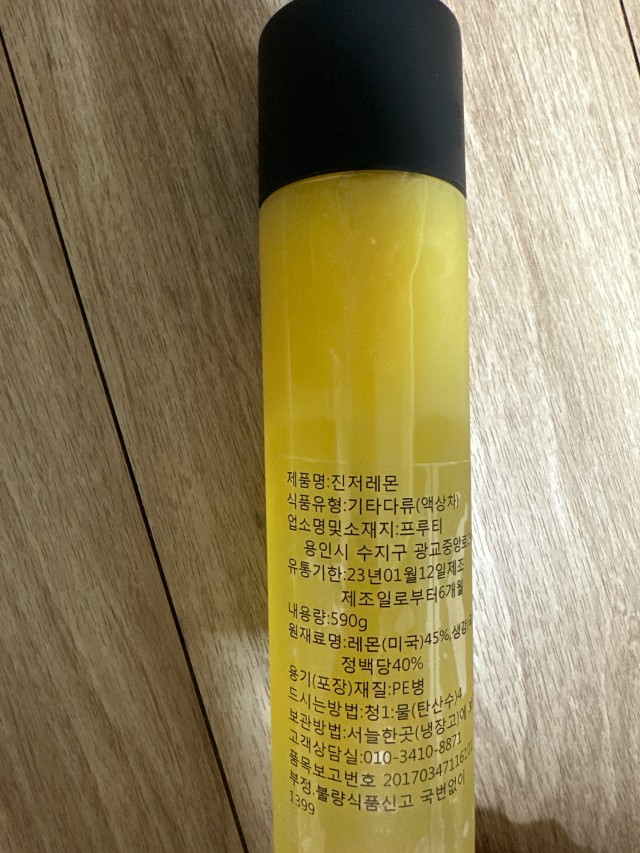 제품명:진저레몬
식품유형:기타다류(액상차)
업소명및소재지:프루티
용인시 수지구 광교중앙로
유통기한:23년01월12일제조
제조일로부터6개월
내용량:590g
원재료명:레몬(미국)45%,생강
정백당40%
용기(포장)재질:PE병
드시는방법:청1:물(탄산수)4
보관방법:서늘한곳(냉장고)에
고객상담실:010-3410-8871
품목보고번호
부정.불량식품신고 국번없이
1399